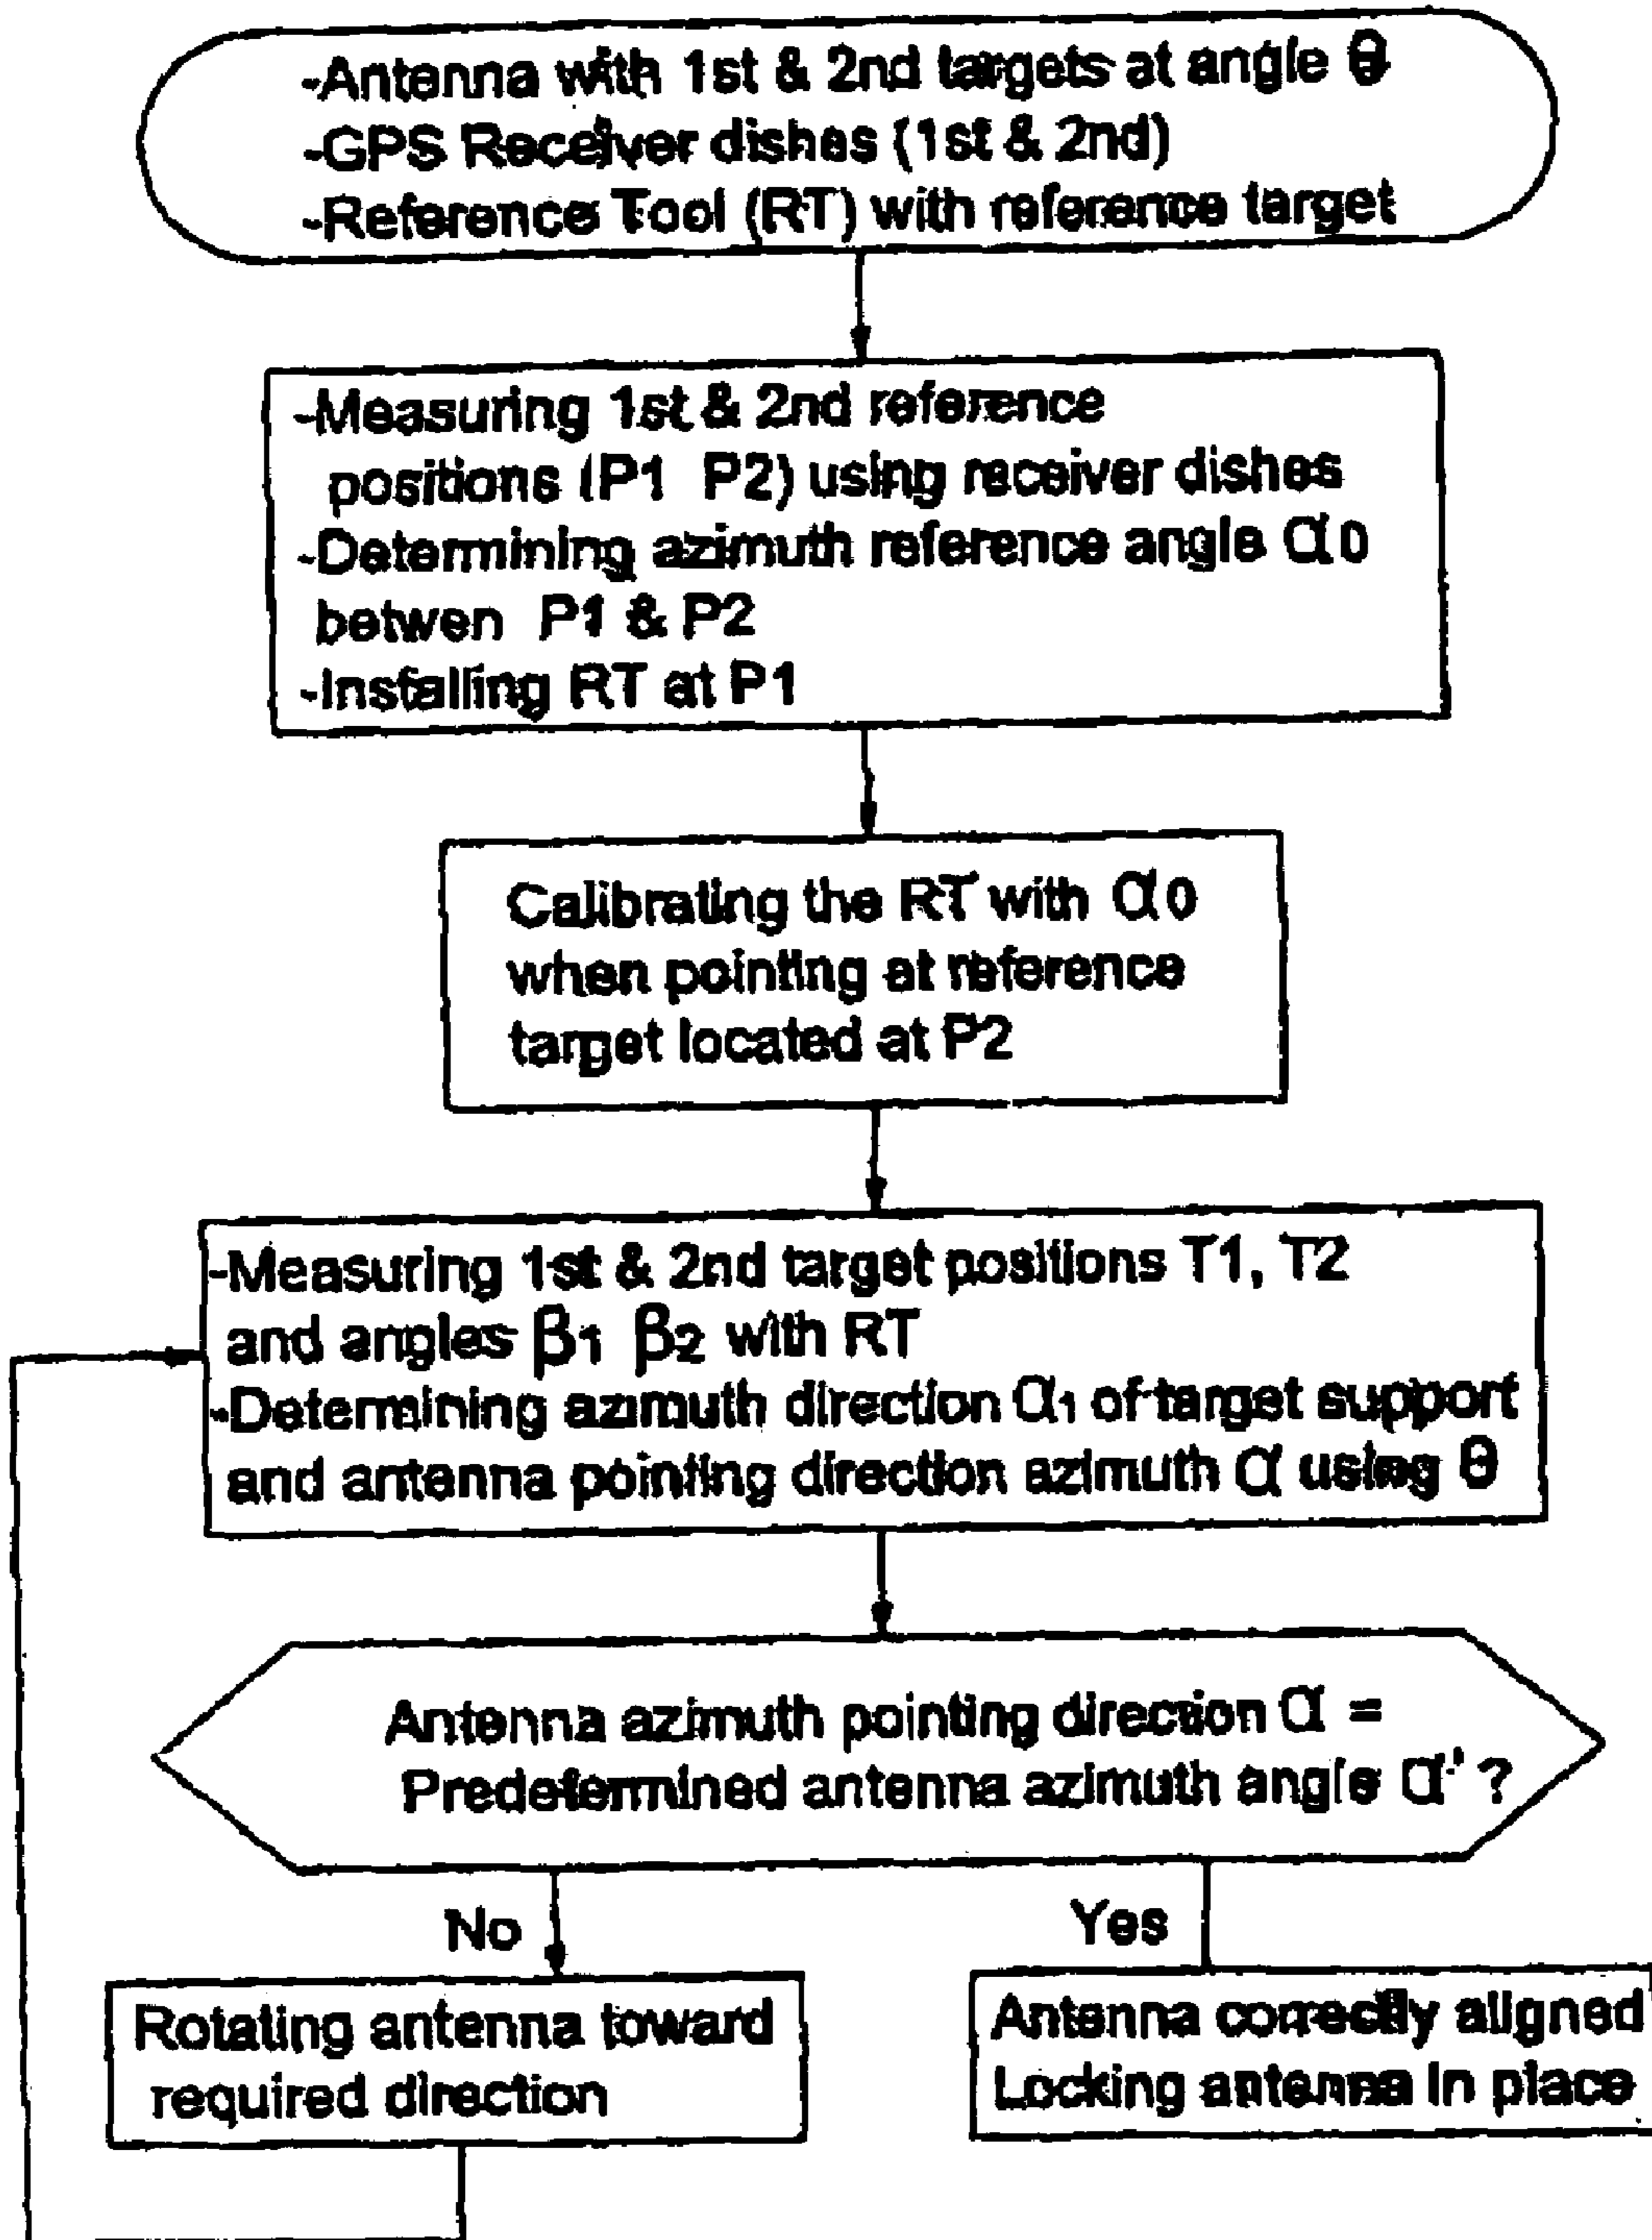 -Antenna with 1st & 2nd targets at angle θ
-GPS Receiver dishes (1st & 2nd)
-Reference Tool (RT) with reference target
-Measuring 1st & 2nd reference
positions (P1 P2) using receiver dishes
-Determining azimuth reference angle α0
betwen P1 & P2
-Installing RT at P1
Calibrating the RT with α0
when pointing at reference
target located at P2
-Measuring 1st & 2nd target positions T1, T2
and angles β1 β2 with RT
-Determining azimuth direction α1 of target support
and antenna pointing direction azimuth α using θ
Antenna azimuth pointing direction α =
Predetermined antenna azimuth angle α' ?
No
Yes
Rotating antenna toward
required direction
Antenna correctly aligned
Locking antenna in place